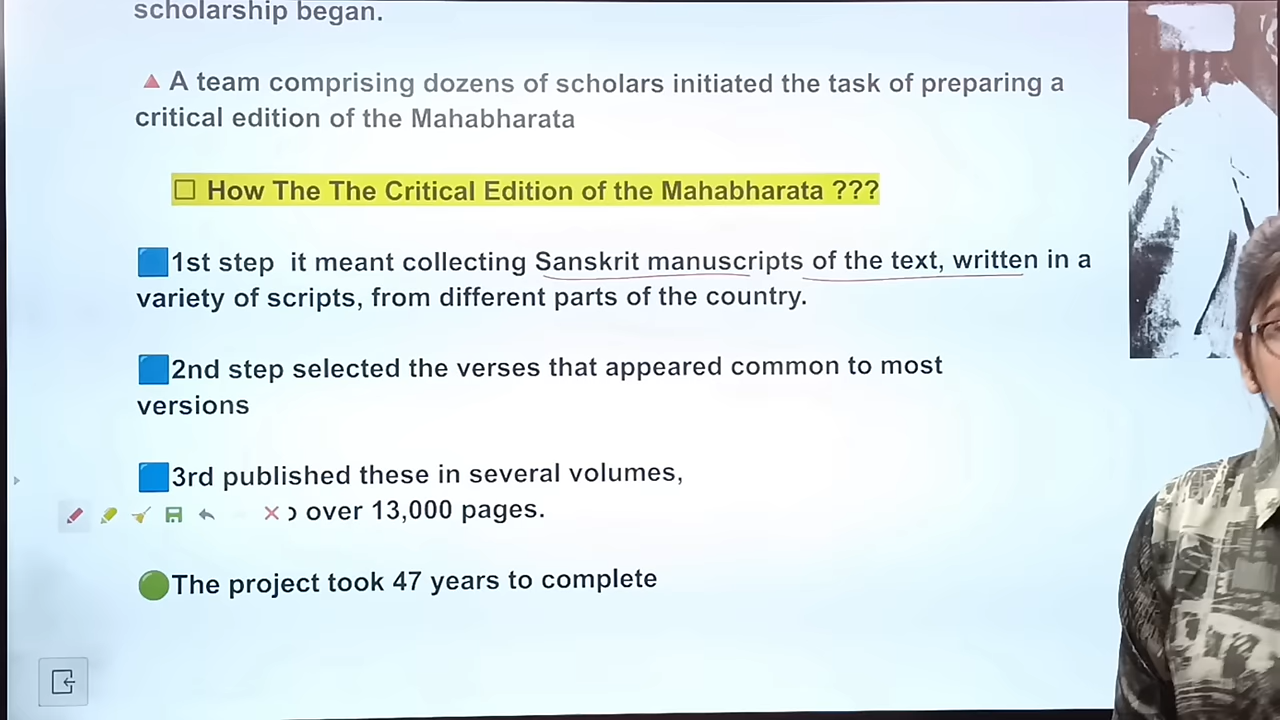 scholarship began.
🔺 A team comprising dozens of scholars initiated the task of preparing a
critical edition of the Mahabharata
☐ How The The Critical Edition of the Mahabharata ???
🟦1st step it meant collecting Sanskrit manuscripts of the text, written in a
variety of scripts, from different parts of the country.
🟦2nd step selected the verses that appeared common to most
versions
🟦3rd published these in several volumes,
over 13,000 pages.
🟢The project took 47 years to complete